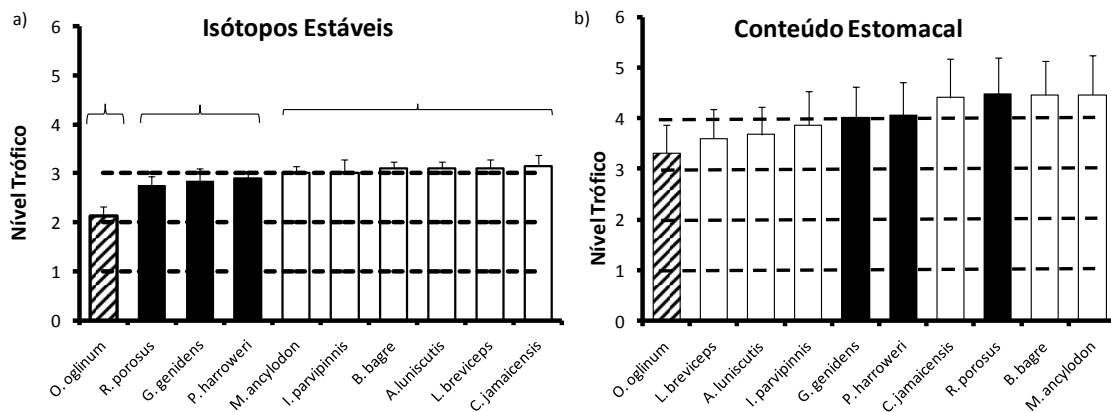 a)
Isótopos Estáveis
Nível Trófico
6
5
4
3
2
1
0
O. oglinum
R. porosus
G. genidens
P. harroweri
M. ancylodon
I. parvipinnis
B. bagre
A. luniscutis
L. breviceps
C. jamaicensis
b)
Conteúdo Estomacal
Nível Trófico
6
5
4
3
2
1
0
O. oglinum
L. breviceps
A. luniscutis
I. parvipinnis
G. genidens
P. harroweri
C. jamaicensis
R. porosus
B. bagre
M. ancylodon